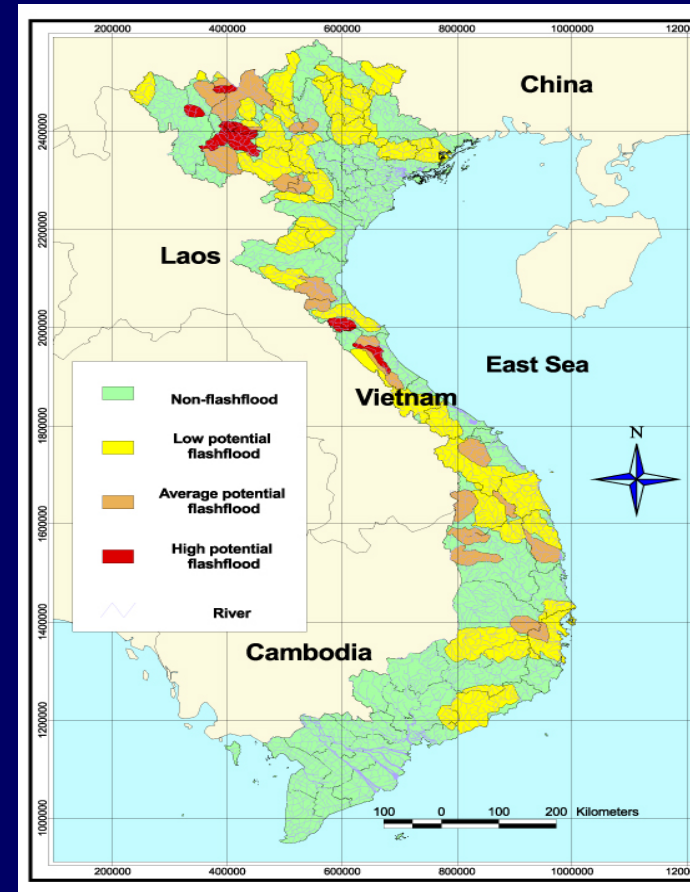 200000 400000 600000 800000 1000000
China
2400000
2200000
Laos
2000000
East Sea
Vietnam
Non-flashflood
Low potential
flashflood
Average potential
flashflood
High potential
flashflood
River
1800000
N
1600000
1400000
Cambodia
1200000
100 0 100 200 Kilometers
1000000
200000 400000 600000 800000 1000000